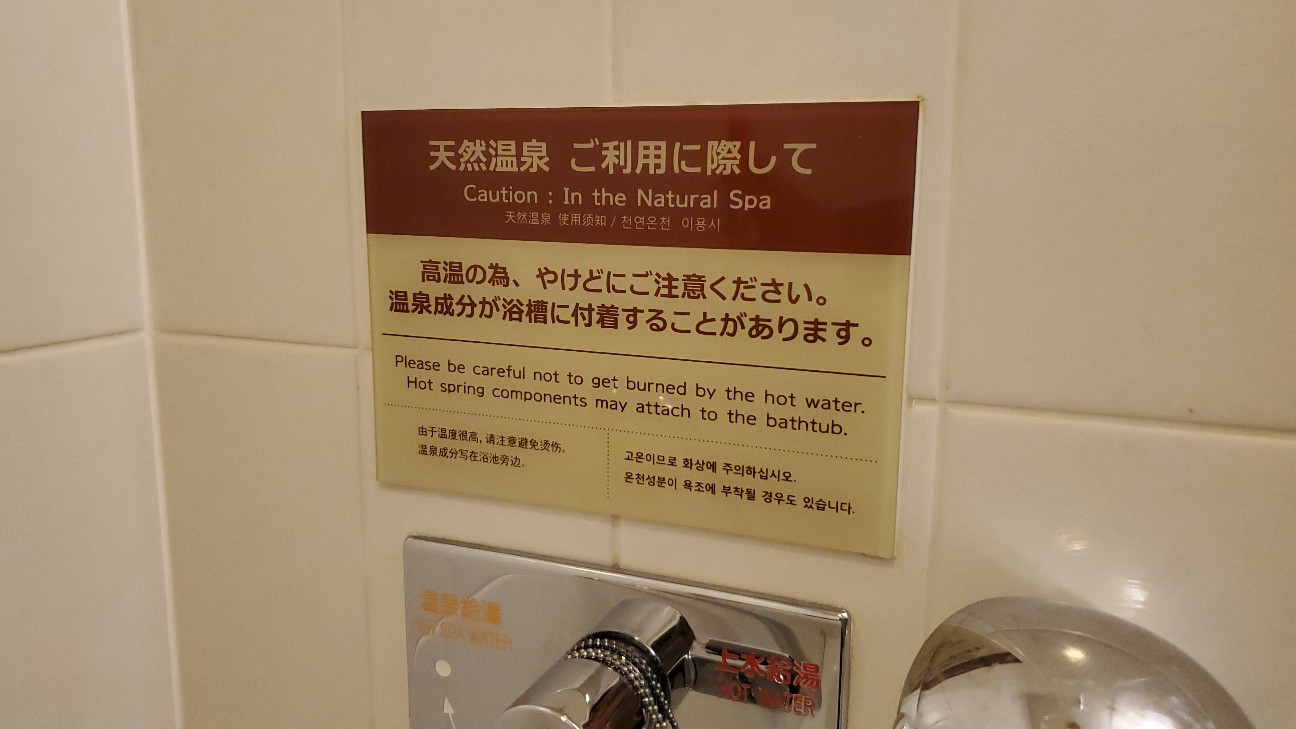 天然温泉 ご利用に際して
Caution : In the Natural Spa
天然温泉 使用须知 / 천연온천 이용시
高温の為、やけどにご注意ください。
温泉成分が浴槽に付着することがあります。
Please be careful not to get burned by the hot water.
Hot spring components may attach to the bathtub.
由于温度很高, 请注意避免烫伤。
温泉成分写在浴池旁边。
고온이므로 화상에 주의하십시오.
온천성분이 욕조에 부착될 경우도 있습니다.
温泉給湯
HOT SPA WATER
上水給湯
HOT WATER